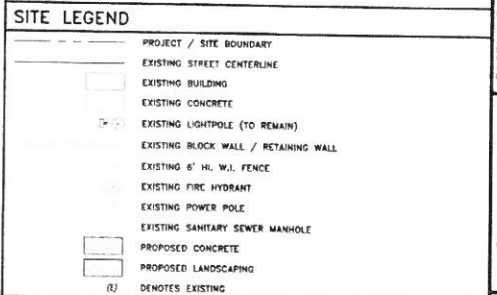 SITE LEGEND
PROJECT / SITE BOUNDARY
EXISTING STREET CENTERLINE
EXISTING BUILDING
EXISTING CONCRETE
EXISTING LIGHTPOLE (TO REMAIN)
EXISTING BLOCK WALL / RETAINING WALL
EXISTING 6' HI. W.I. FENCE
EXISTING FIRE HYDRANT
EXISTING POWER POLE
EXISTING SANITARY SEWER MANHOLE
PROPOSED CONCRETE
PROPOSED LANDSCAPING
(E) DENOTES EXISTING